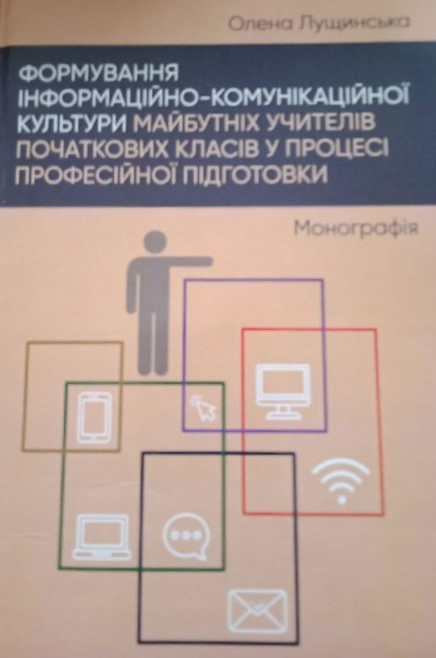 Олена Лущинська
ФОРМУВАННЯ
ІНФОРМАЦІЙНО-КОМУНІКАЦІЙНОЇ
КУЛЬТУРИ МАЙБУТНІХ УЧИТЕЛІВ
ПОЧАТКОВИХ КЛАСІВ У ПРОЦЕСІ
ПРОФЕСІЙНОЇ ПІДГОТОВКИ
Монографія